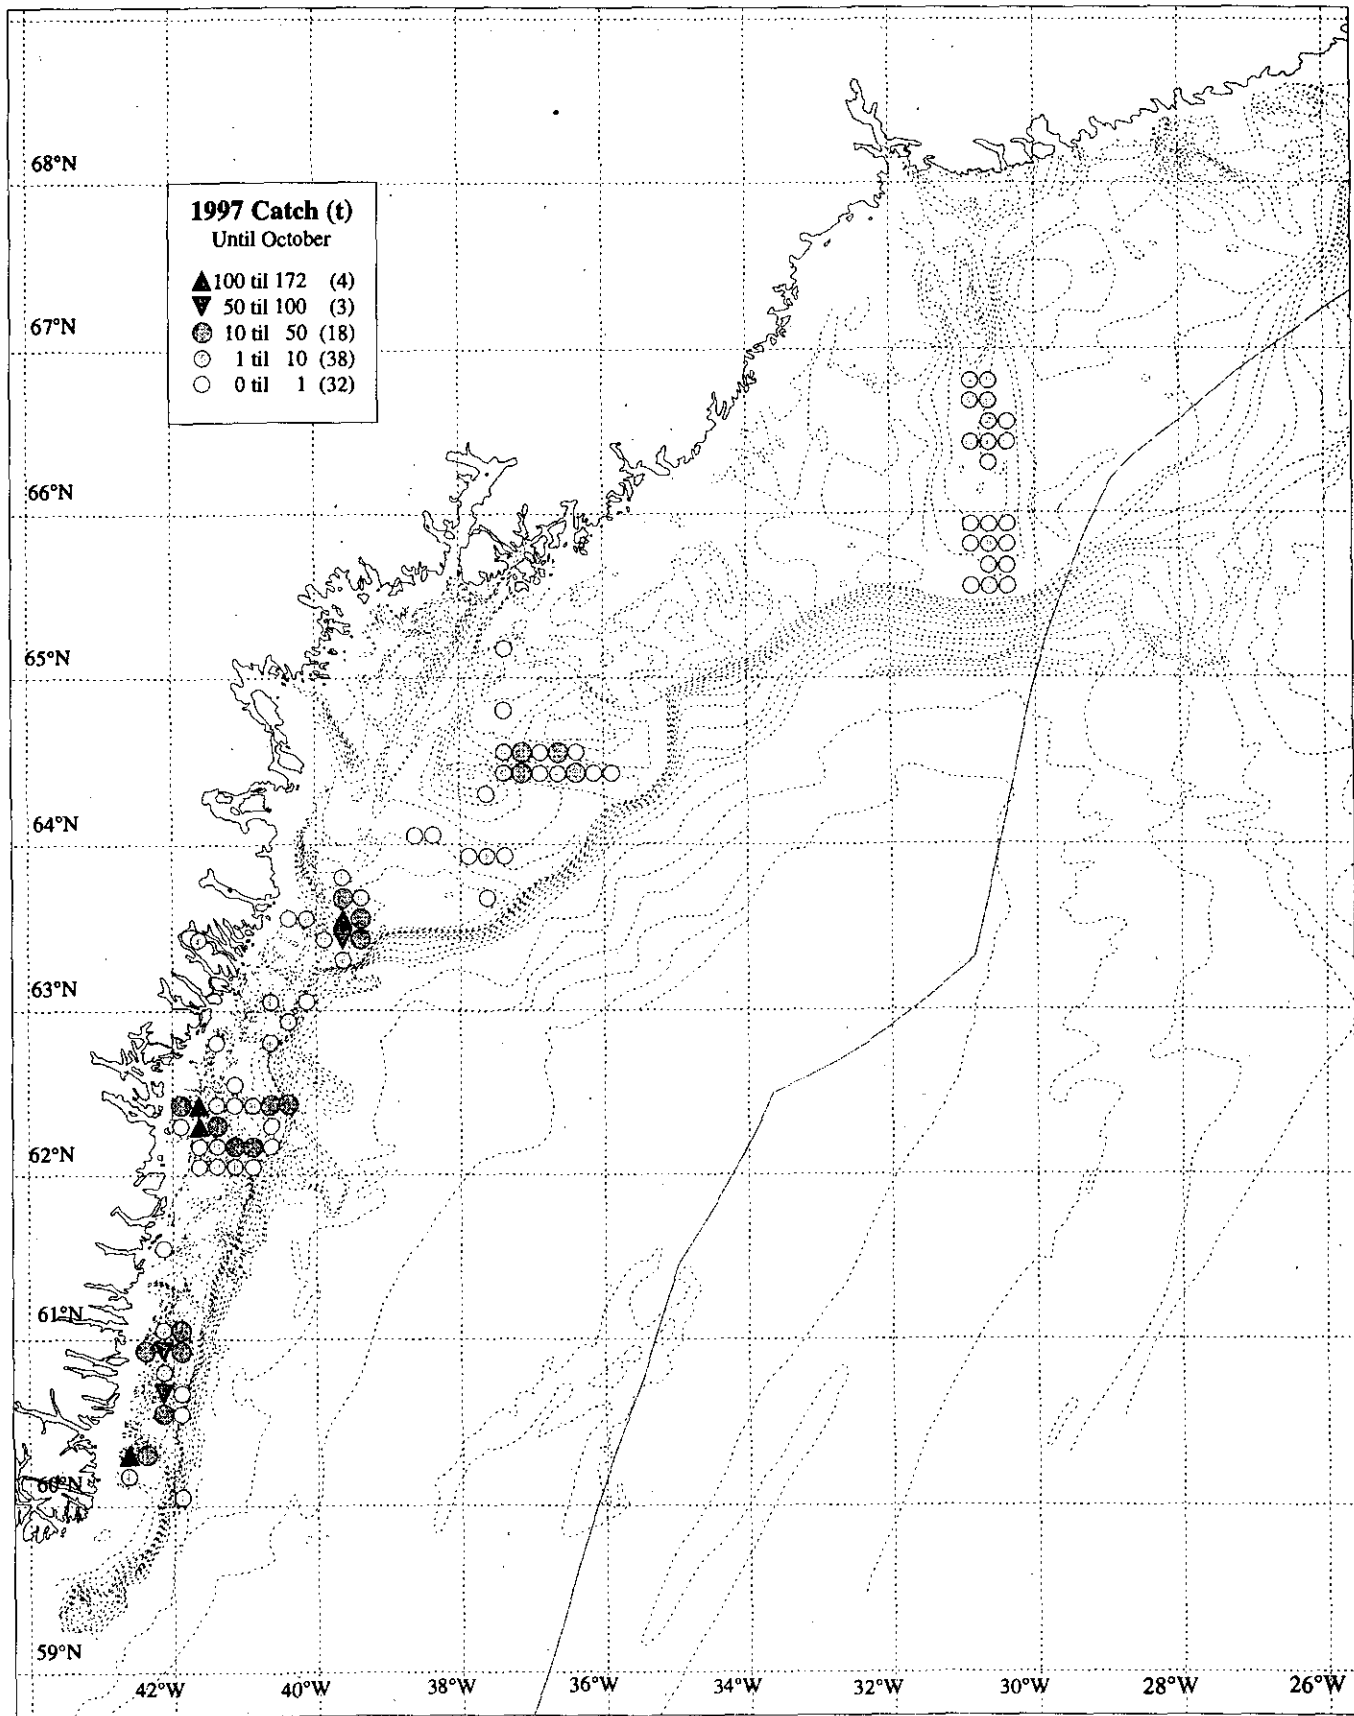 68°N
1997 Catch (t)
Until October
100 til 172 (4)
50 til 100 (3)
10 til 50 (18)
1 til 10 (38)
0 til 1 (32)
67°N
66°N
65°N
64°N
63°N
62°N
61°N
60°N
59°N
42°W 40°W 38°W 36°W 34°W 32°W 30°W 28°W 26°W